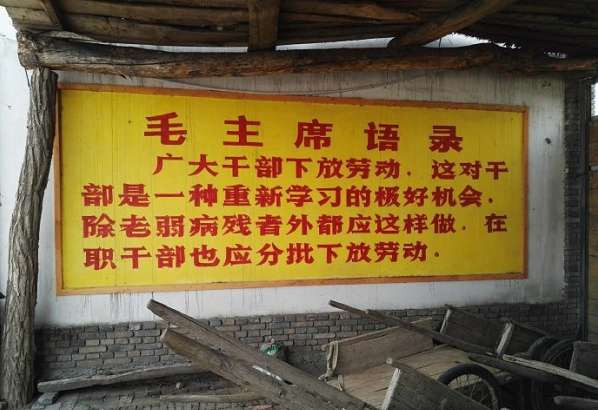 毛主席语录
广大干部下放劳动，这对干
部是一种重新学习的极好机会，
除老弱病残者外都应这样做。在
职干部也应分批下放劳动。